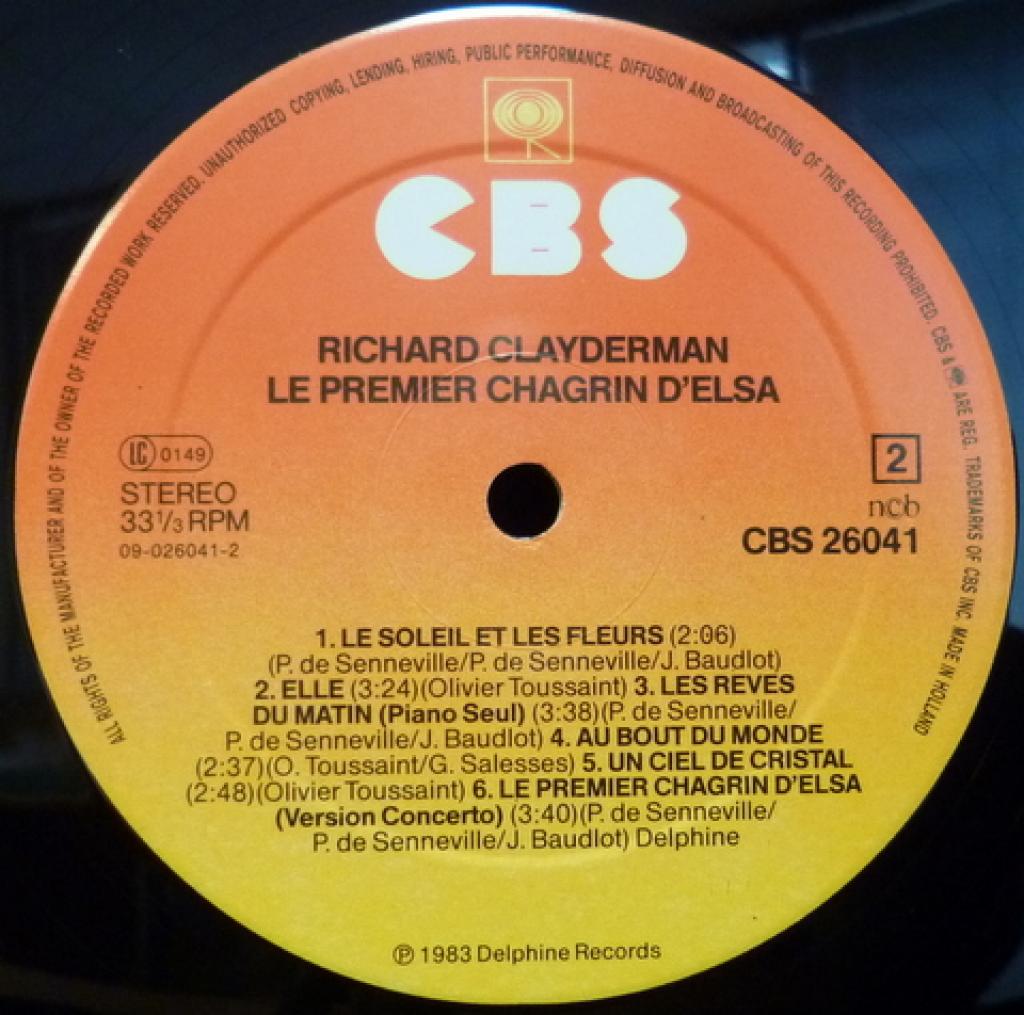 ALL RIGHTS OF THE MANUFACTURER AND OF THE OWNER OF THE RECORDED WORK RESERVED. UNAUTHORIZED COPYING, LENDING, HIRING, PUBLIC PERFORMANCE, DIFFUSION AND BROADCASTING OF THIS RECORDING PROHIBITED. CBS & ARE REG. TRADEMARKS OF CBS INC. MADE IN HOLLAND
CBS
RICHARD CLAYDERMAN
LE PREMIER CHAGRIN D'ELSA
LC 0149
STEREO
33 1/3 RPM
09-026041-2
2
ncb
CBS 26041
1. LE SOLEIL ET LES FLEURS (2:06)
(P. de Senneville/P. de Senneville/J. Baudlot)
2. ELLE (3:24)(Olivier Toussaint) 3. LES REVES
DU MATIN (Piano Seul) (3:38)(P. de Senneville/
P. de Senneville/J. Baudlot) 4. AU BOUT DU MONDE
(2:37)(O. Toussaint/G. Salesses) 5. UN CIEL DE CRISTAL
(2:48)(Olivier Toussaint) 6. LE PREMIER CHAGRIN D'ELSA
(Version Concerto) (3:40)(P. de Senneville/
P. de Senneville/J. Baudlot) Delphine
℗ 1983 Delphine Records